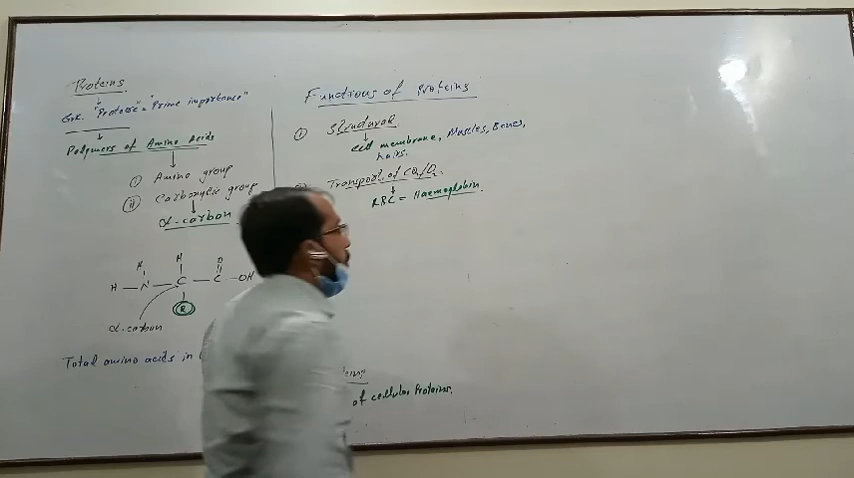 Proteins
Grk. "Proteios" = "Prime importance"
Polymers of Amino Acids
(i) Amino group
(ii) Carboxylic group
α-carbon
H H O
H — N — C — C — OH
R
α-carbon
Total amino acids in
Functions of Proteins
(i) Structural
cell membrane, Muscles, Bones,
hairs.
Transport of CO₂/O₂
RBC = Haemoglobin.
of cellular Proteins.